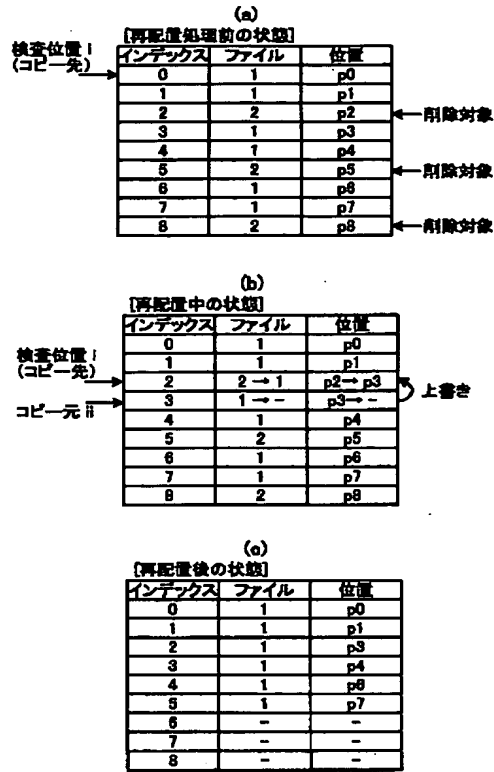 (a)
[再配置処理前の状態]
検査位置 i
(コピー先)
インデックス ファイル 位置
0 1 p0
1 1 p1
2 2 p2 削除対象
3 1 p3
4 1 p4
5 2 p5 削除対象
6 1 p6
7 1 p7
8 2 p8 削除対象
(b)
[再配置中の状態]
インデックス ファイル 位置
0 1 p0
1 1 p1
検査位置 i
(コピー先)
2 2→1 p2→p3
上書き
コピー元 ii
3 1→- p3→-
4 1 p4
5 2 p5
6 1 p6
7 1 p7
8 2 p8
(c)
[再配置後の状態]
インデックス ファイル 位置
0 1 p0
1 1 p1
2 1 p3
3 1 p4
4 1 p6
5 1 p7
6 - -
7 - -
8 - -